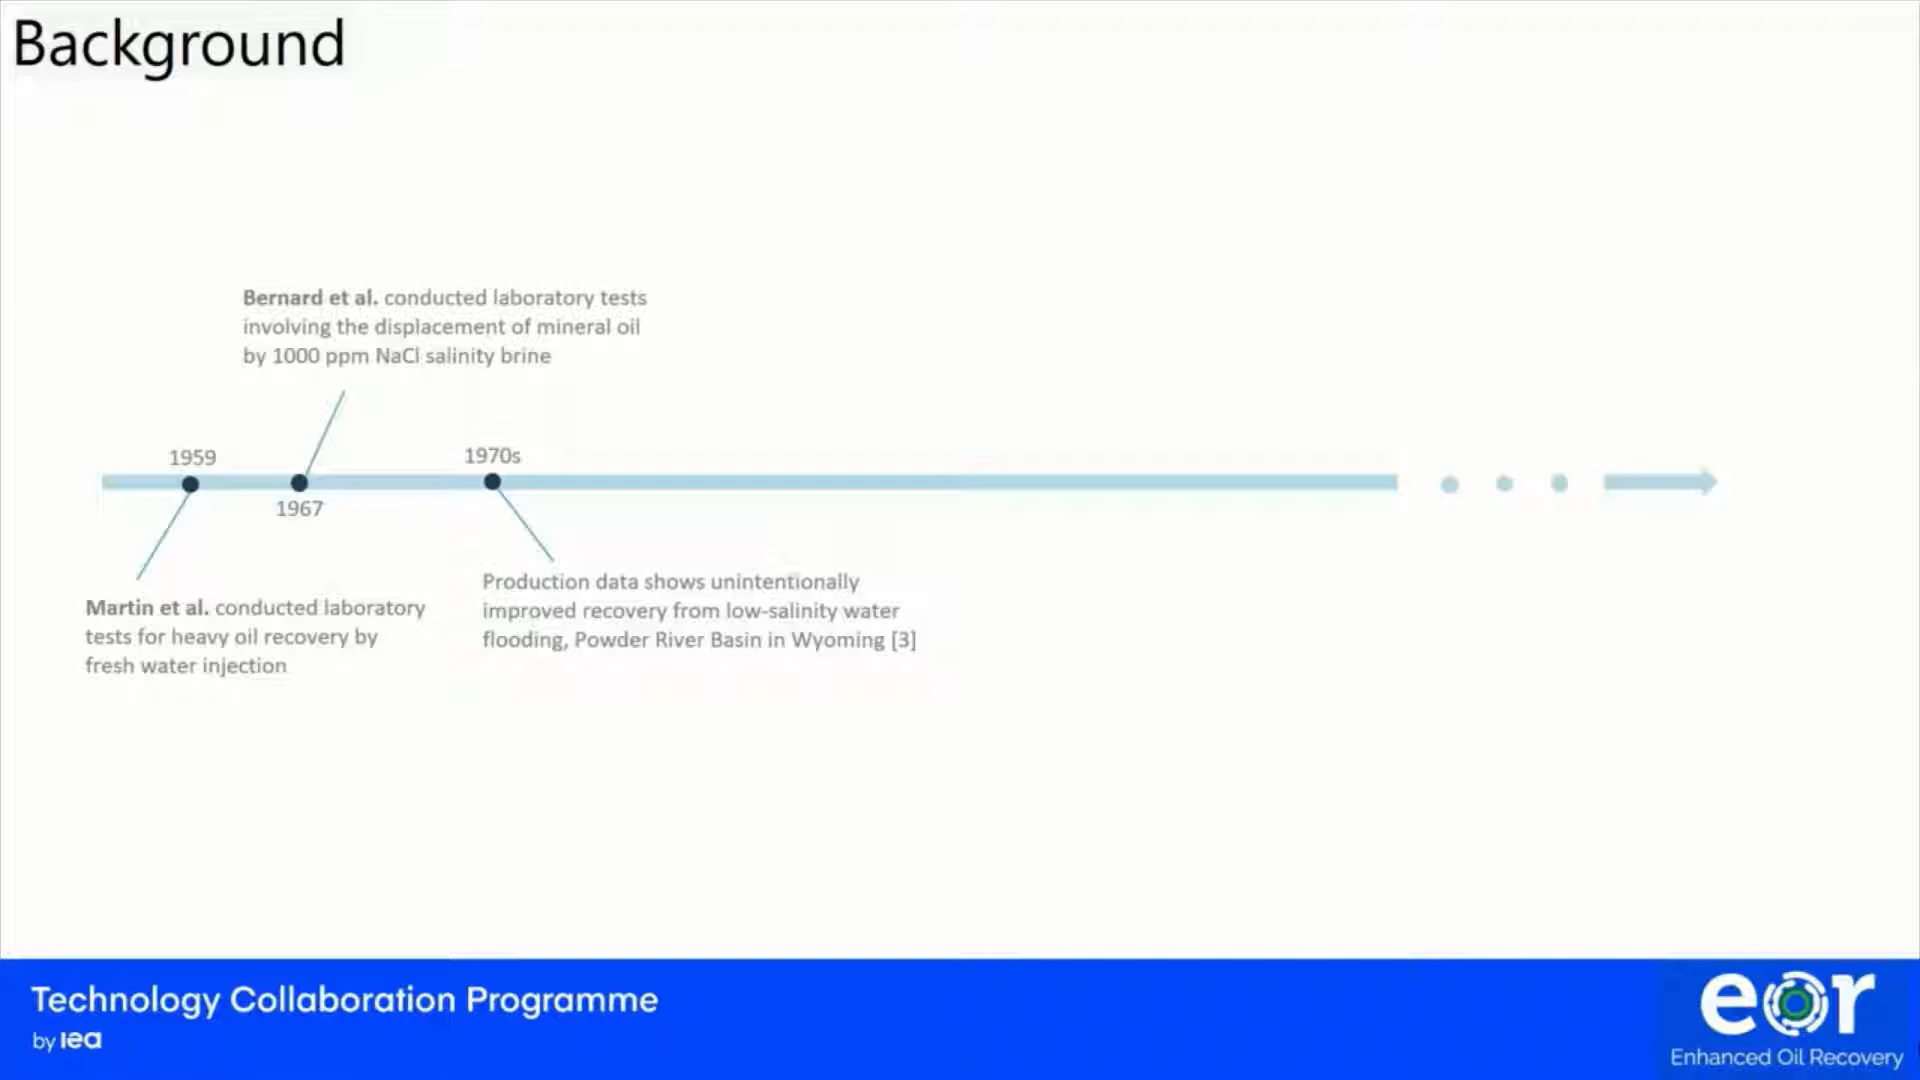 Background
Bernard et al. conducted laboratory tests
involving the displacement of mineral oil
by 1000 ppm NaCl salinity brine
1959
1970s
1967
Martin et al. conducted laboratory
tests for heavy oil recovery by
fresh water injection
Production data shows unintentionally
improved recovery from low-salinity water
flooding, Powder River Basin in Wyoming [3]
Technology Collaboration Programme
by iea
eor
Enhanced Oil Recovery